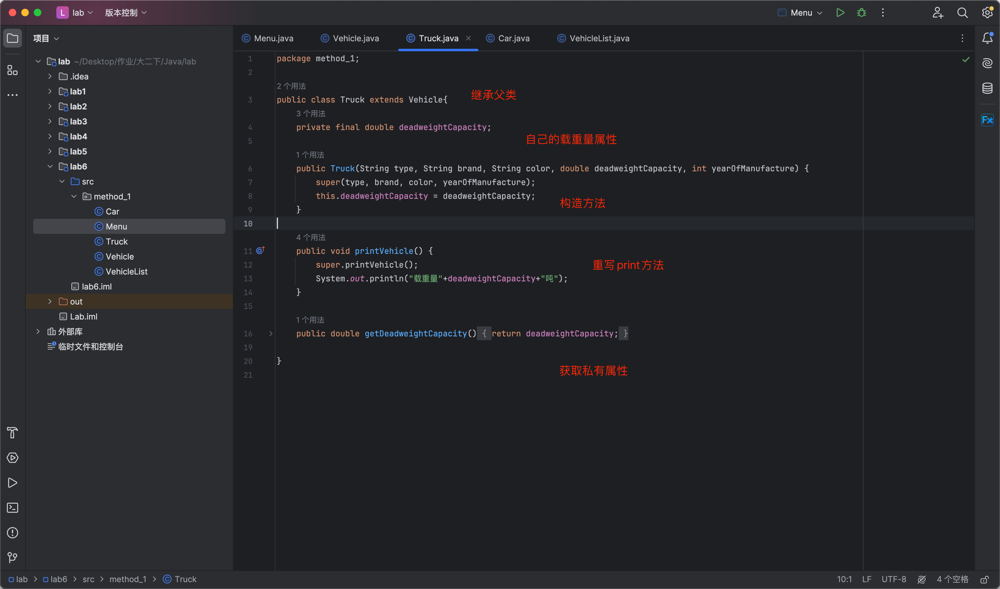 L lab 版本控制 Menu
项目
lab ~/Desktop/作业/大二下/Java/lab
.idea
lab1
lab2
lab3
lab4
lab5
lab6
src
method_1
Car
Menu
Truck
Vehicle
VehicleList
lab6.iml
out
Lab.iml
外部库
临时文件和控制台
Menu.java Vehicle.java Truck.java Car.java VehicleList.java
1 package method_1;
2
2 个用法
3 public class Truck extends Vehicle{
继承父类
3 个用法
4 private final double deadweightCapacity;
5
自己的载重量属性
1 个用法
6 public Truck(String type, String brand, String color, double deadweightCapacity, int yearOfManufacture) {
7 super(type, brand, color, yearOfManufacture);
8 this.deadweightCapacity = deadweightCapacity;
构造方法
9 }
10
4 个用法
11 public void printVehicle() {
12 super.printVehicle();
重写print方法
13 System.out.println("载重量"+deadweightCapacity+"吨");
14 }
15
1 个用法
16 public double getDeadweightCapacity() { return deadweightCapacity; }
19
20 }
获取私有属性
21
Fx
lab > lab6 > src > method_1 > Truck
10:1 LF UTF-8 4 个空格